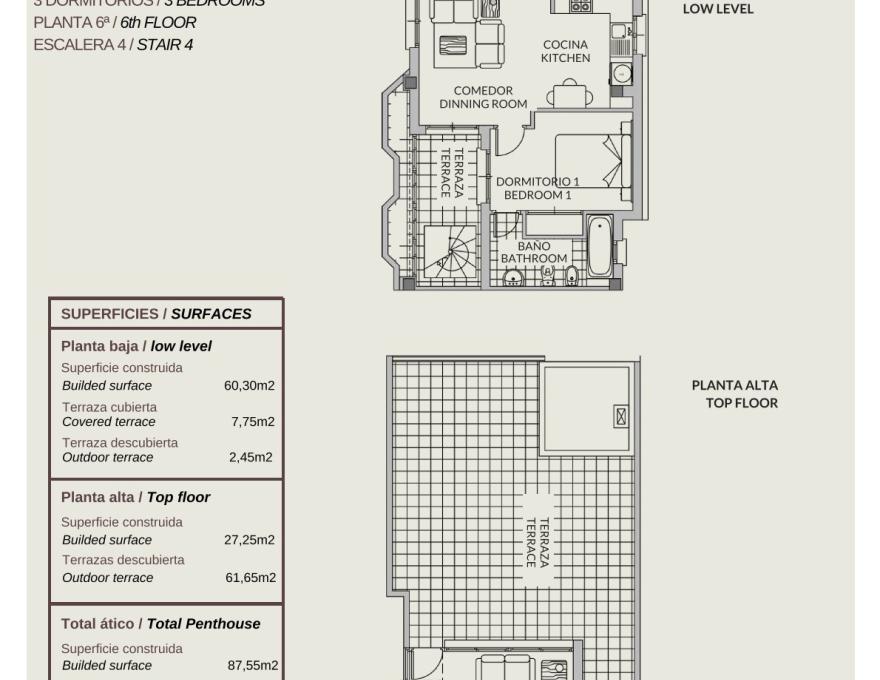 3 DORMITORIOS / 3 BEDROOMS
PLANTA 6ª / 6th FLOOR
ESCALERA 4 / STAIR 4
LOW LEVEL
COCINA
KITCHEN
COMEDOR
DINNING ROOM
TERRAZA
TERRACE
DORMITORIO 1
BEDROOM 1
BAÑO
BATHROOM
SUPERFICIES / SURFACES
Planta baja / low level
Superficie construida
Builded surface 60,30m2
Terraza cubierta
Covered terrace 7,75m2
Terraza descubierta
Outdoor terrace 2,45m2
Planta alta / Top floor
Superficie construida
Builded surface 27,25m2
Terrazas descubierta
Outdoor terrace 61,65m2
Total ático / Total Penthouse
Superficie construida
Builded surface 87,55m2
PLANTA ALTA
TOP FLOOR
TERRAZA
TERRACE